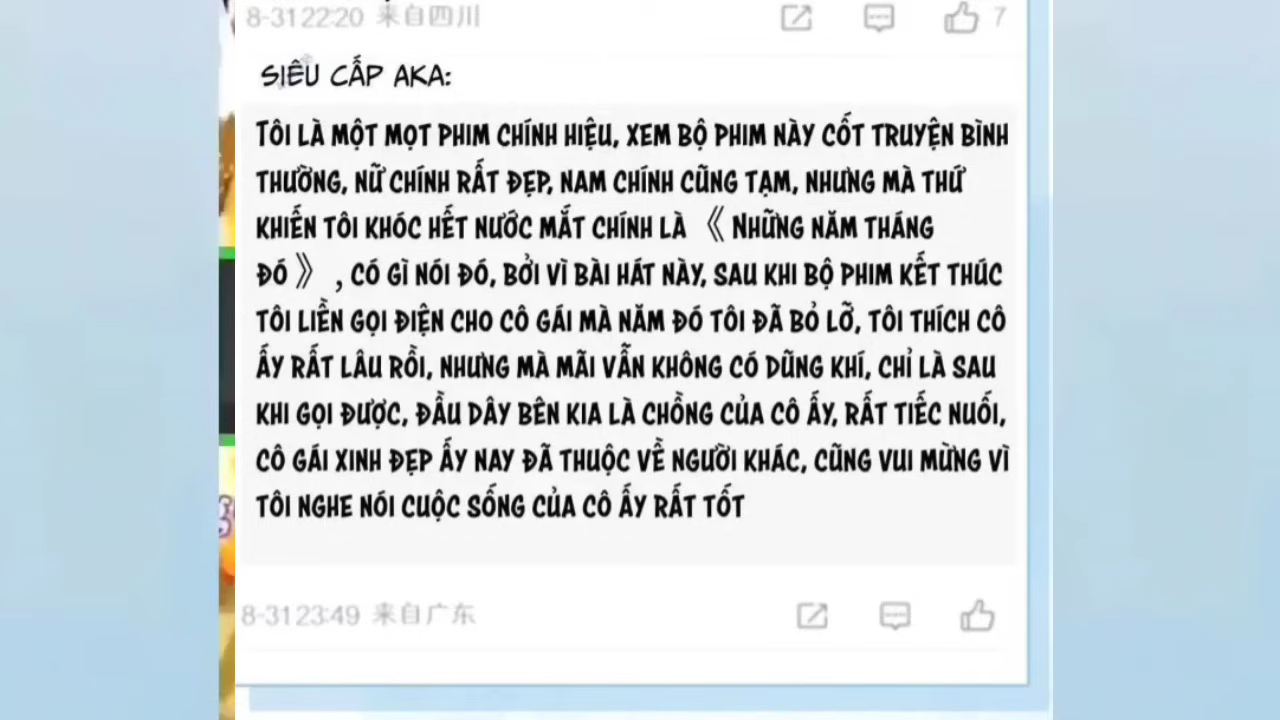 8-31 22:20 来自四川 7
SIÊU CẤP AKA:
TÔI LÀ MỘT MỌT PHIM CHÍNH HIỆU, XEM BỘ PHIM NÀY CỐT TRUYỆN BÌNH
THƯỜNG, NỮ CHÍNH RẤT ĐẸP, NAM CHÍNH CŨNG TẠM, NHƯNG MÀ THỨ
KHIẾN TÔI KHÓC HẾT NƯỚC MẮT CHÍNH LÀ 《 NHỮNG NĂM THÁNG
ĐÓ 》 , CÓ GÌ NÓI ĐÓ, BỞI VÌ BÀI HÁT NÀY, SAU KHI BỘ PHIM KẾT THÚC
TÔI LIỀN GỌI ĐIỆN CHO CÔ GÁI MÀ NĂM ĐÓ TÔI ĐÃ BỎ LỠ, TÔI THÍCH CÔ
ẤY RẤT LÂU RỒI, NHƯNG MÀ MÃI VẪN KHÔNG CÓ DŨNG KHÍ, CHỈ LÀ SAU
KHI GỌI ĐƯỢC, ĐẦU DÂY BÊN KIA LÀ CHỒNG CỦA CÔ ẤY, RẤT TIẾC NUỐI,
CÔ GÁI XINH ĐẸP ẤY NAY ĐÃ THUỘC VỀ NGƯỜI KHÁC, CŨNG VUI MỪNG VÌ
TÔI NGHE NÓI CUỘC SỐNG CỦA CÔ ẤY RẤT TỐT
8-31 23:49 来自广东